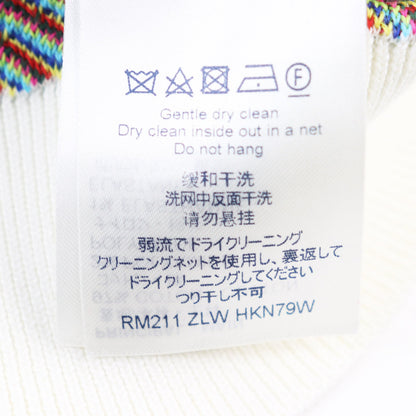 Gentle dry clean
Dry clean inside out in a net
Do not hang
缓和干洗
洗网中反面干洗
请勿悬挂
弱流でドライクリーニング
クリーニングネットを使用し、裏返して
ドライクリーニングしてください
つり干し不可
RM211 ZLW HKN79W